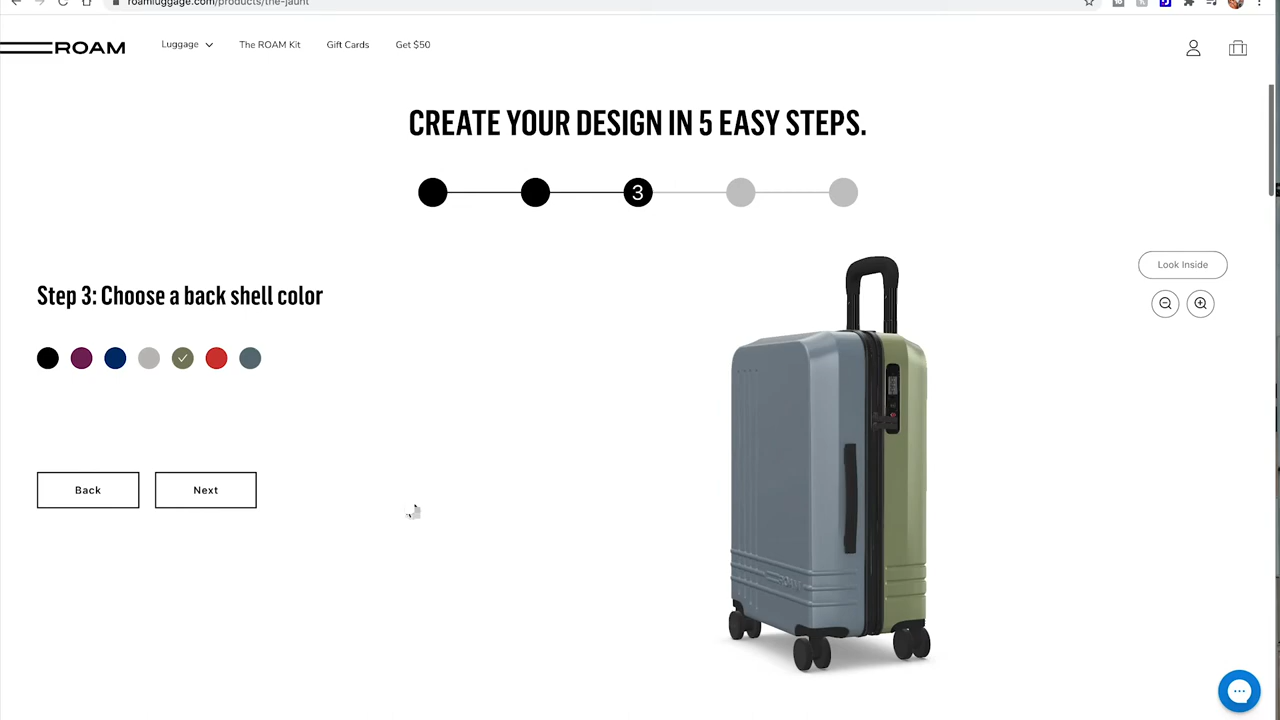 roamluggage.com/products/the-jaunt
ROAM
Luggage
The ROAM Kit
Gift Cards
Get $50
CREATE YOUR DESIGN IN 5 EASY STEPS.
3
Look Inside
Step 3: Choose a back shell color
Back
Next
ROAM